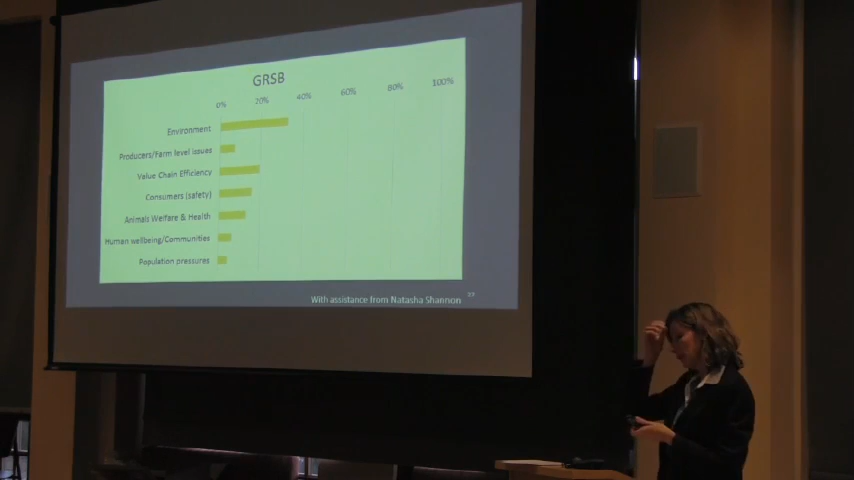 GRSB
0% 20% 40% 60% 80% 100%
Environment
Producers/Farm level issues
Value Chain Efficiency
Consumers (safety)
Animals Welfare & Health
Human wellbeing/Communities
Population pressures
With assistance from Natasha Shannon